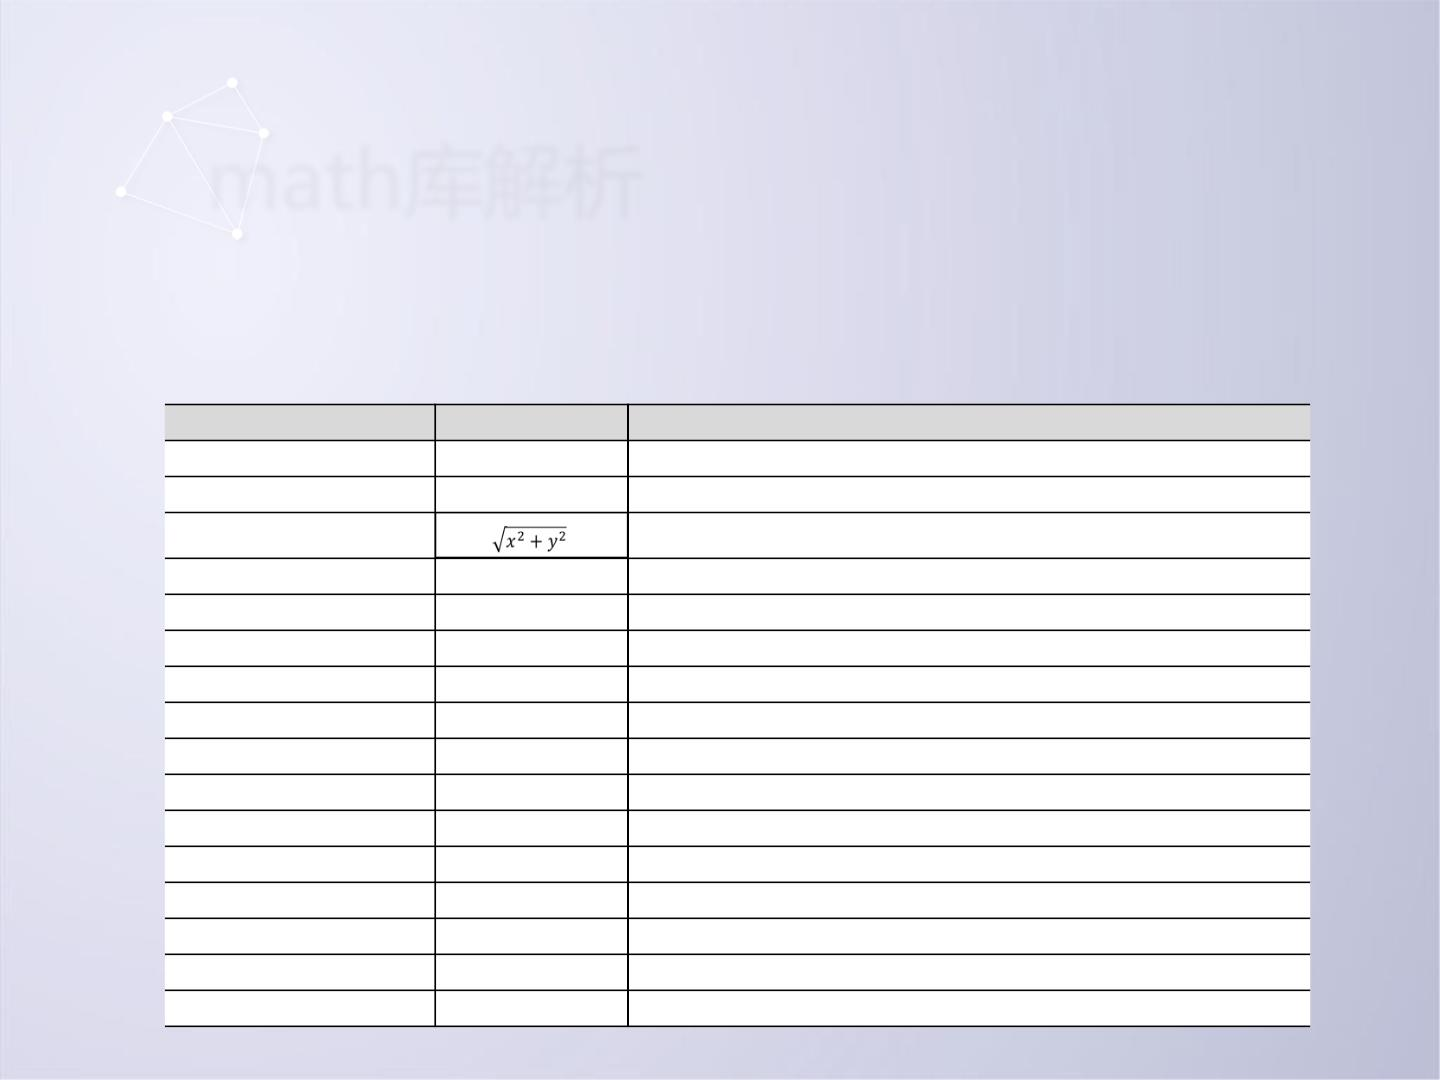 math库解析
√(x² + y²)